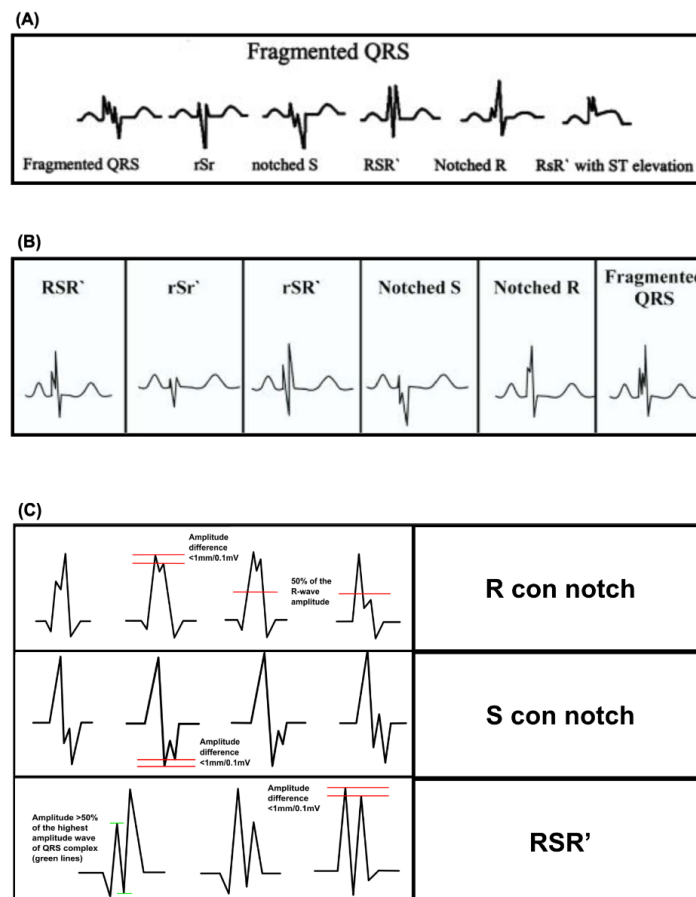 (A)
Fragmented QRS
Fragmented QRS rSr notched S RSR` Notched R RsR` with ST elevation
(B)
RSR` rSr` rSR` Notched S Notched R Fragmented
QRS
(C)
Amplitude
difference
<1mm/0.1mV
50% of the
R-wave
amplitude
R con notch
Amplitude
difference
<1mm/0.1mV
S con notch
Amplitude >50%
of the highest
amplitude wave
of QRS complex
(green lines)
Amplitude
difference
<1mm/0.1mV
RSR’